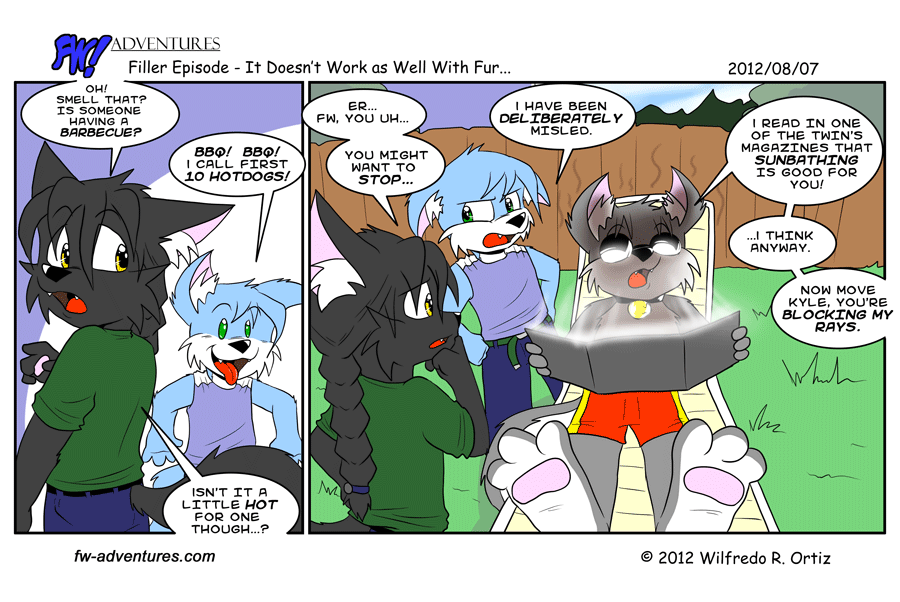 FW! ADVENTURES
Filler Episode - It Doesn't Work as Well With Fur...
2012/08/07
OH!
SMELL THAT?
IS SOMEONE
HAVING A
BARBECUE?
BBQ! BBQ!
I CALL FIRST
10 HOTDOGS!
ISN'T IT A
LITTLE HOT
FOR ONE
THOUGH...?
ER...
FW, YOU UH...
YOU MIGHT
WANT TO
STOP...
I HAVE BEEN
DELIBERATELY
MISLED.
I READ IN ONE
OF THE TWIN'S
MAGAZINES THAT
SUNBATHING
IS GOOD FOR
YOU!
...I THINK
ANYWAY.
NOW MOVE
KYLE, YOU'RE
BLOCKING MY
RAYS.
fw-adventures.com
© 2012 Wilfredo R. Ortiz